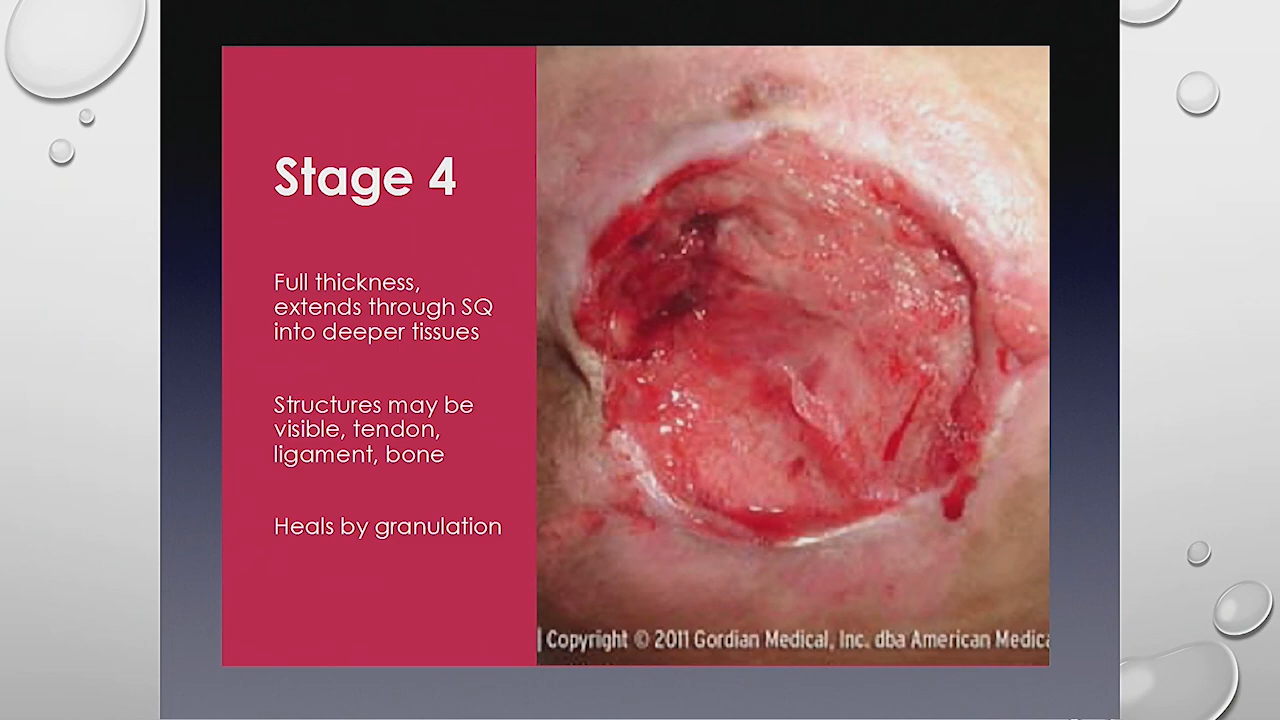 Stage 4
Full thickness,
extends through SQ
into deeper tissues
Structures may be
visible, tendon,
ligament, bone
Heals by granulation
| Copyright © 2011 Gordian Medical, Inc. dba American Medica